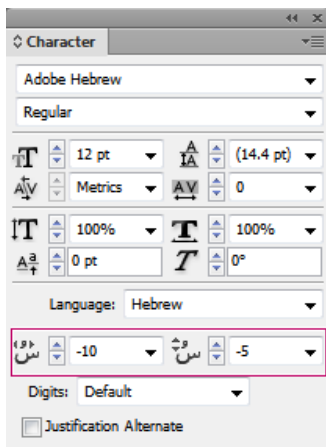 Character
Adobe Hebrew
Regular
12 pt (14.4 pt)
Metrics 0
100% 100%
0 pt 0°
Language: Hebrew
-10 -5
Digits: Default
Justification Alternate